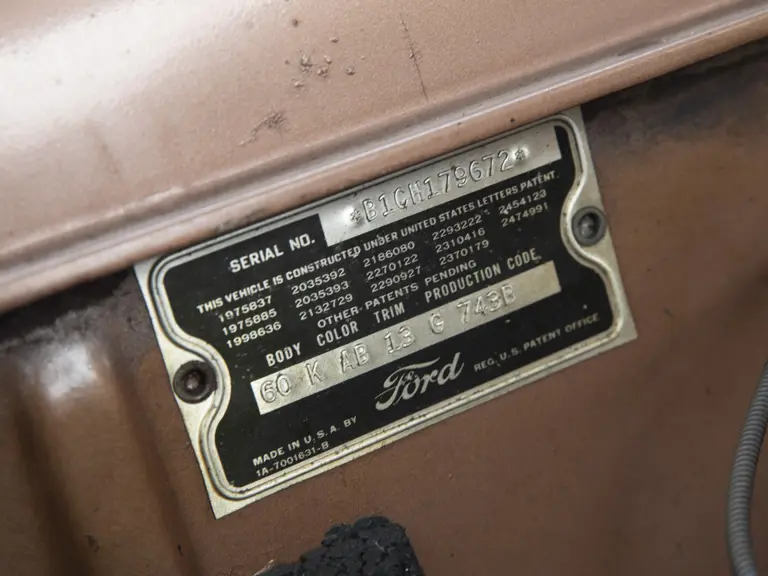 SERIAL NO. *B1CH179672*
THIS VEHICLE IS CONSTRUCTED UNDER UNITED STATES LETTERS PATENT.
1975837 2035392 2186080 2293222 2454123
1975885 2035393 2270122 2310416 2474991
1998636 2132729 2290927 2370179
OTHER PATENTS PENDING
BODY COLOR TRIM PRODUCTION CODE
60 K AB 13 G 743B
MADE IN U.S.A. BY Ford REG. U.S. PATENT OFFICE
1A-7001631-B